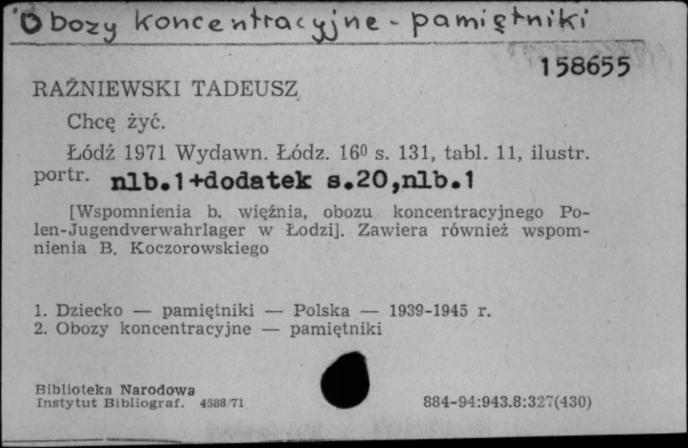 Obozy koncentracyjne - pamiętniki
158655
RAŹNIEWSKI TADEUSZ
Chcę żyć.
Łódź 1971 Wydawn. Łódz. 16⁰ s. 131, tabl. 11, ilustr.
portr. nlb.1+dodatek s.20,nlb.1
[Wspomnienia b. więźnia, obozu koncentracyjnego Po-
len-Jugendverwahrlager w Łodzi]. Zawiera również wspom-
nienia B. Koczorowskiego
1. Dziecko — pamiętniki — Polska — 1939-1945 r.
2. Obozy koncentracyjne — pamiętniki
Biblioteka Narodowa
Instytut Bibliograf. 4588/71
884-94:943.8:327(430)